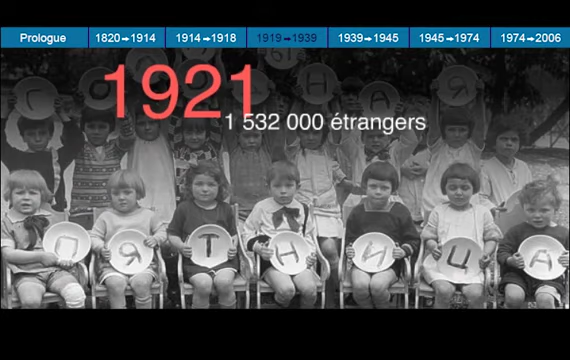 Prologue 1820➞1914 1914➞1918 1919➞1939 1939➞1945 1945➞1974 1974➞2006
1921
1 532 000 étrangers
Г О Н А Я
П Я Т Н И Ц А